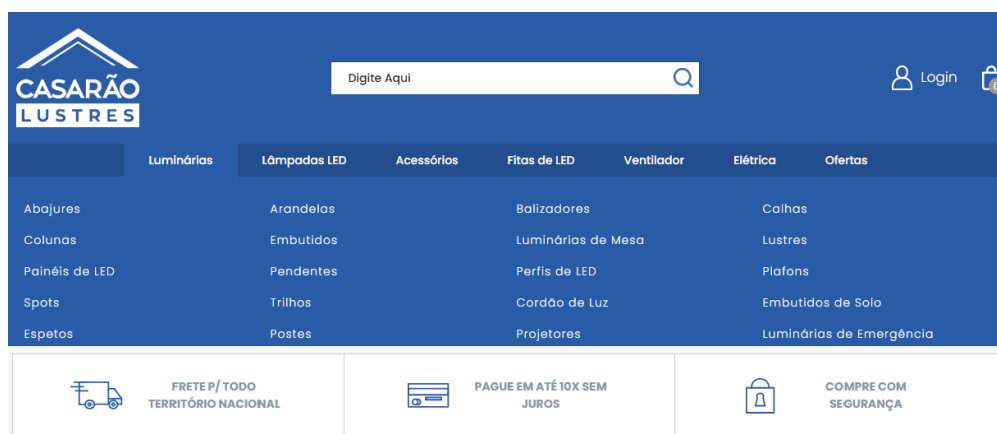 CASARÃO
LUSTRES
Digite Aqui
Login
Luminárias Lâmpadas LED Acessórios Fitas de LED Ventilador Elétrica Ofertas
Abajures Arandelas Balizadores Calhas
Colunas Embutidos Luminárias de Mesa Lustres
Painéis de LED Pendentes Perfis de LED Plafons
Spots Trilhos Cordão de Luz Embutidos de Solo
Espetos Postes Projetores Luminárias de Emergência
FRETE P/ TODO
TERRITÓRIO NACIONAL
PAGUE EM ATÉ 10X SEM
JUROS
COMPRE COM
SEGURANÇA